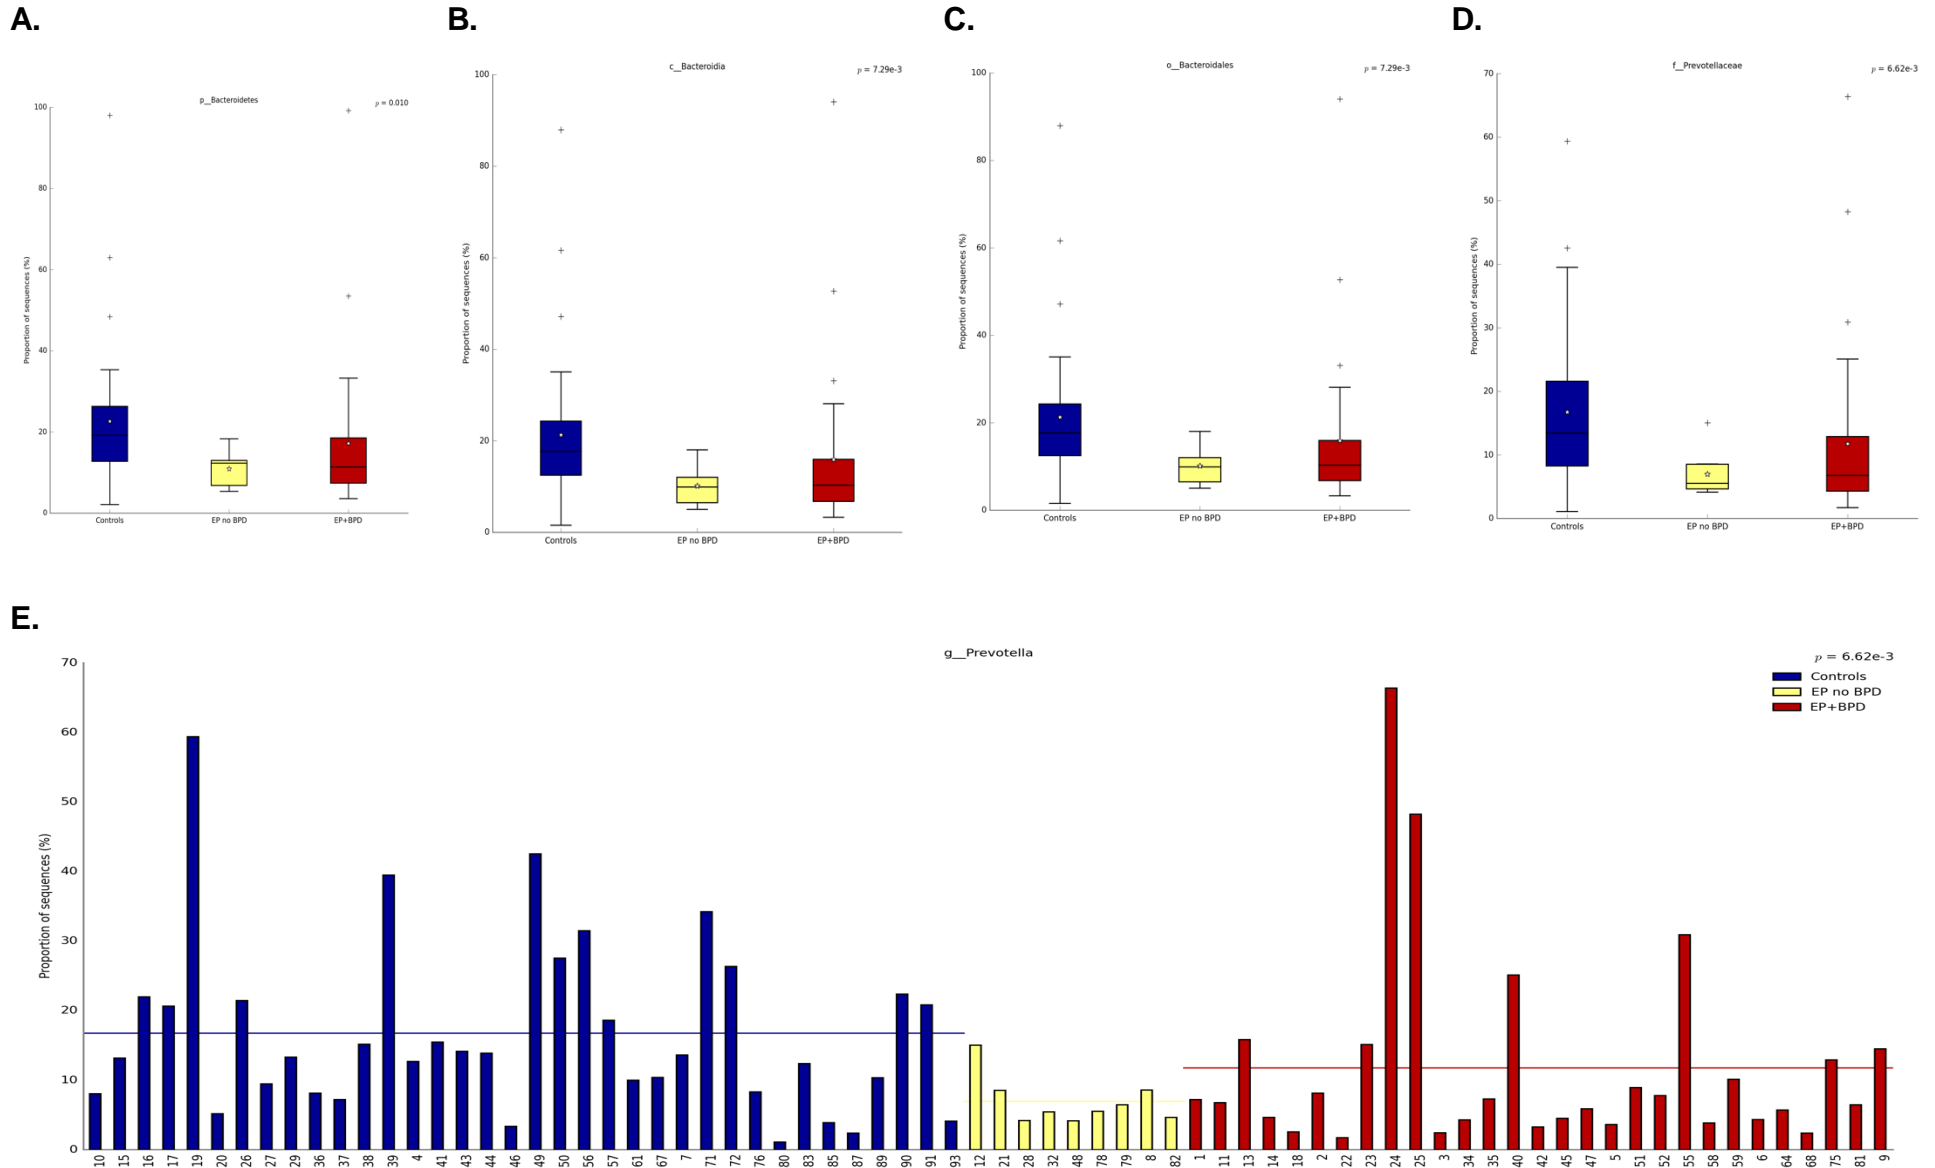 A.
B.
C.
D.
p__Bacteroidetes
p = 0.010
Proportion of sequences (%)
100
80
60
40
20
0
Controls
EP no BPD
EP+BPD
c__Bacteroidia
p = 7.29e-3
Proportion of sequences (%)
100
80
60
40
20
0
Controls
EP no BPD
EP+BPD
o__Bacteroidales
p = 7.29e-3
Proportion of sequences (%)
100
80
60
40
20
0
Controls
EP no BPD
EP+BPD
f__Prevotellaceae
p = 6.62e-3
Proportion of sequences (%)
70
60
50
40
30
20
10
0
Controls
EP no BPD
EP+BPD
E.
g__Prevotella
p = 6.62e-3
Controls
EP no BPD
EP+BPD
Proportion of sequences (%)
70
60
50
40
30
20
10
0
10 15 16 17 19 20 26 27 29 36 37 38 39 4 41 43 44 46 49 50 56 57 61 67 7 71 72 76 80 83 85 87 89 90 91 93 12 21 28 32 48 78 79 8 82 1 11 13 14 18 2 22 23 24 25 3 34 35 40 42 45 47 5 51 52 55 58 59 6 64 68 75 81 9